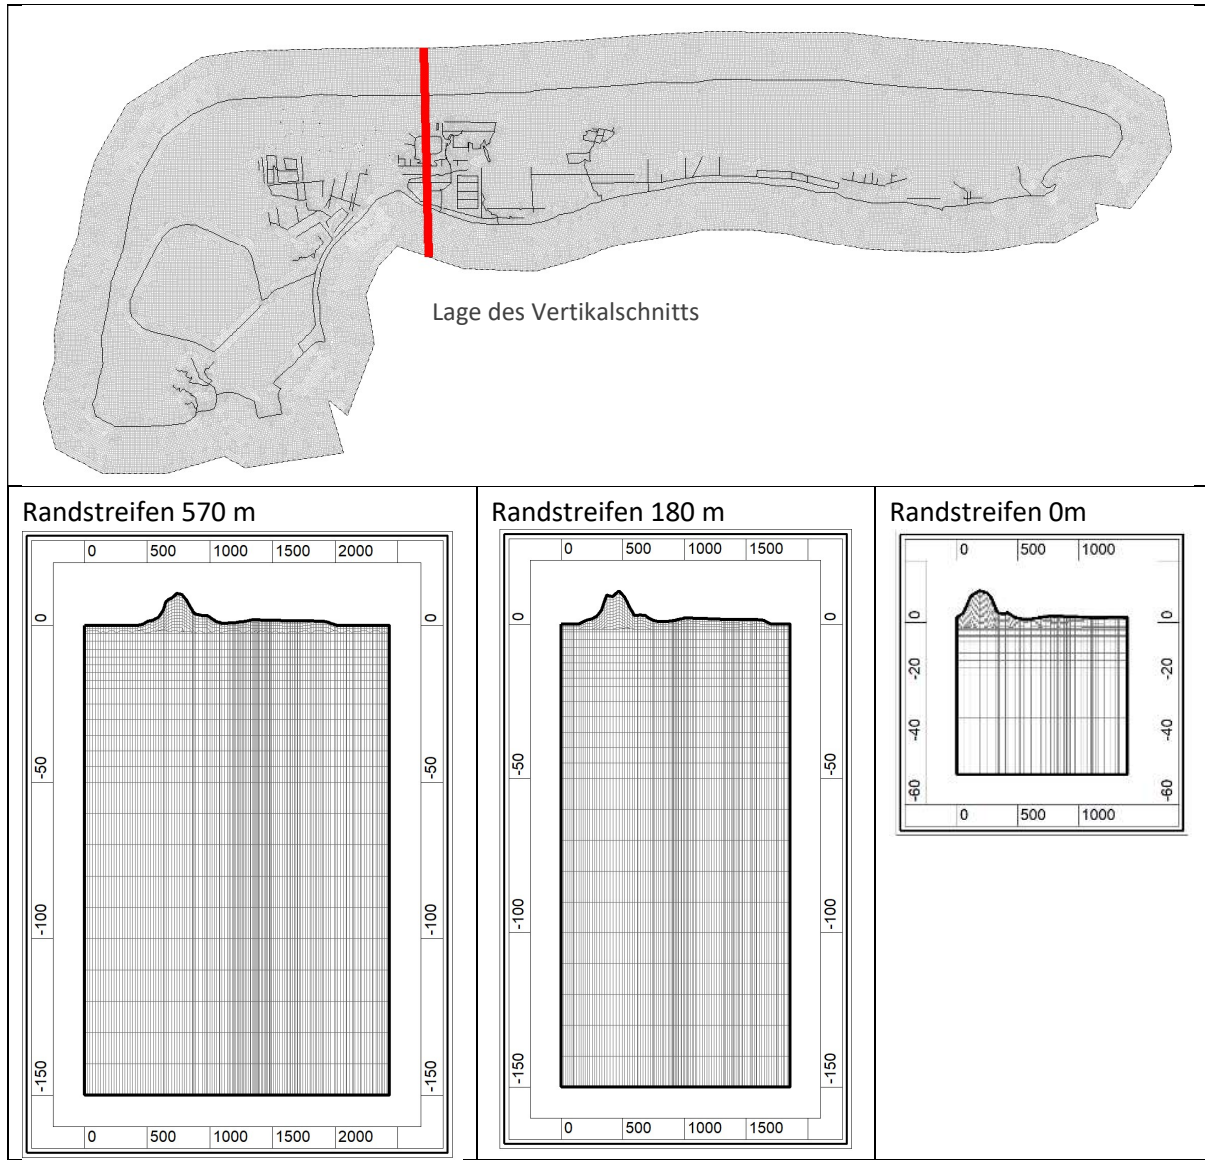 Lage des Vertikalschnitts
Randstreifen 570 m
0 500 1000 1500 2000
0 0
-50 -50
-100 -100
-150 -150
0 500 1000 1500 2000
Randstreifen 180 m
0 500 1000 1500
0 0
-50 -50
-100 -100
-150 -150
0 500 1000 1500
Randstreifen 0m
0 500 1000
0 0
-20 -20
-40 -40
-60 -60
0 500 1000